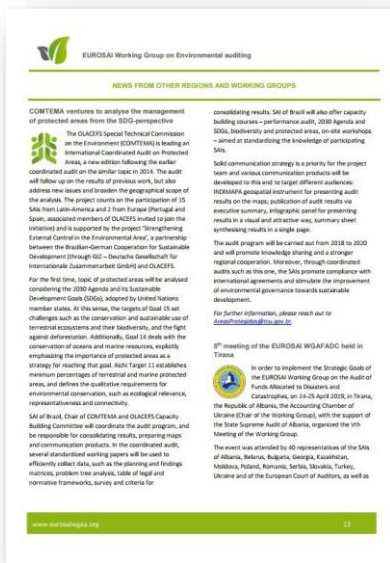 EUROSAI Working Group on Environmental auditing
NEWS FROM OTHER REGIONS AND WORKING GROUPS
COMTEMA ventures to analyse the management
of protected areas from the SDG-perspective
The OLACEFS Special Technical Commission
on the Environment (COMTEMA) is leading an
International Coordinated Audit on Protected
Areas, a new edition following the earlier
coordinated audit on the similar topic in 2014. The audit
will follow up on the results of previous work, but also
address new issues and broaden the geographical scope of
the analysis. The project counts on the participation of 15
SAIs from Latin-America and 2 from Europe (Portugal and
Spain, associated members of OLACEFS invited to join the
initiative) and is supported by the project 'Strengthening
External Control in the Environmental Area', a partnership
between the Brazilian-German Cooperation for Sustainable
Development (through GIZ – Deutsche Gesellschaft für
Internationale Zusammenarbeit GmbH) and OLACEFS.
For the first time, topic of protected areas will be analysed
considering the 2030 Agenda and its Sustainable
Development Goals (SDGs), adopted by United Nations
member states. At this sense, the targets of Goal 15 set
challenges such as the conservation and sustainable use of
terrestrial ecosystems and their biodiversity, and the fight
against deforestation. Additionally, Goal 14 deals with the
conservation of oceans and marine resources, explicitly
emphasizing the importance of protected areas as a
strategy for reaching that goal. Aichi Target 11 establishes
minimum percentages of terrestrial and marine protected
areas, and defines the qualitative requirements for
environmental conservation, such as ecological relevance,
representativeness and connectivity.
SAI of Brazil, Chair of COMTEMA and OLACEFS Capacity
Building Committee will coordinate the audit program, and
be responsible for consolidating results, preparing maps
and communication products. In the coordinated audit,
several standardized working papers will be used to
efficiently collect data, such as the planning and findings
matrices, problem tree analysis, table of legal and
normative frameworks, survey and criteria for
consolidating results. SAI of Brazil will also offer capacity
building courses – performance audit, 2030 Agenda and
SDGs, biodiversity and protected areas, on-site workshops
– aimed at standardizing the knowledge of participating
SAIs.
Solid communication strategy is a priority for the project
team and various communication products will be
developed to this end to target different audiences:
INDIMAPA geospatial instrument for presenting audit
results on the maps; publication of audit results via
executive summary, infographic panel for presenting
results in a visual and attractive way, summary sheet
synthesising results in a single page.
The audit program will be carried out from 2018 to 2020
and will promote knowledge sharing and a stronger
regional cooperation. Moreover, through coordinated
audits such as this one, the SAIs promote compliance with
international agreements and stimulate the improvement
of environmental governance towards sustainable
development.
For further information, please reach out to
AreasProtegidas@tcu.gov.br.
5th meeting of the EUROSAI WGAFADC held in
Tirana
In order to implement the Strategic Goals of
the EUROSAI Working Group on the Audit of
Funds Allocated to Disasters and
Catastrophes, on 24-25 April 2019, in Tirana,
the Republic of Albania, the Accounting Chamber of
Ukraine (Chair of the Working Group), with the support of
the State Supreme Audit of Albania, organized the Vth
Meeting of the Working Group.
The event was attended by 40 representatives of the SAIs
of Albania, Belarus, Bulgaria, Georgia, Kazakhstan,
Moldova, Poland, Romania, Serbia, Slovakia, Turkey,
Ukraine and of the European Court of Auditors, as well as
www.eurosaiwgea.org
13